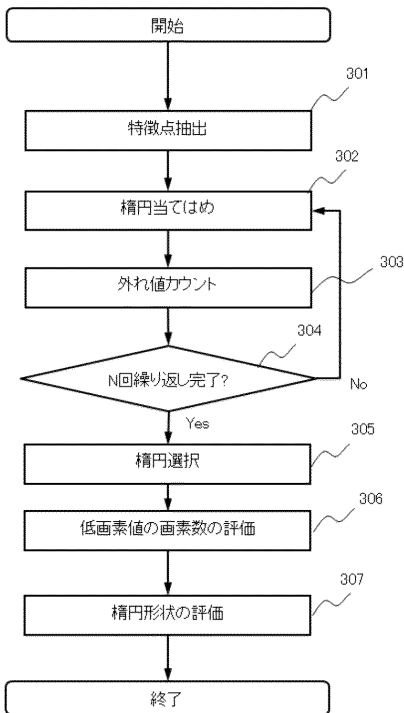 開始
301
特徴点抽出
302
楕円当てはめ
303
外れ値カウント
304
N回繰り返し完了?
No
Yes
305
楕円選択
306
低画素値の画素数の評価
307
楕円形状の評価
終了